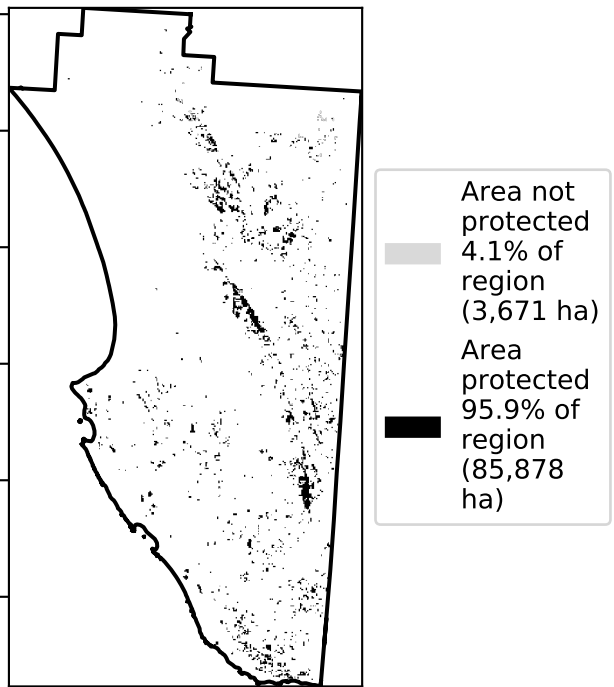 Area not
protected
4.1% of
region
(3,671 ha)
Area
protected
95.9% of
region
(85,878
ha)